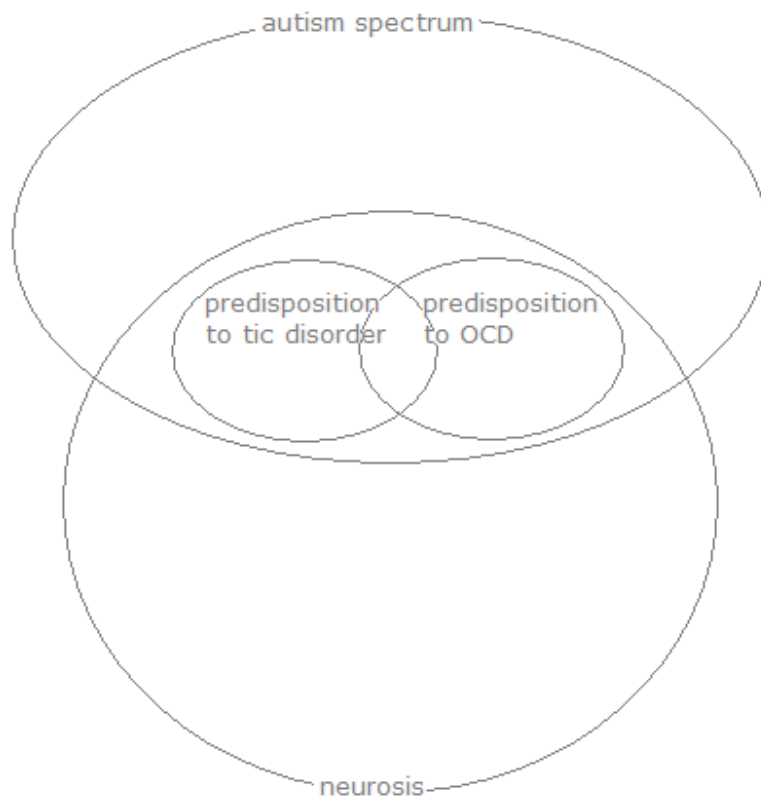 autism spectrum
predisposition
to tic disorder
predisposition
to OCD
neurosis